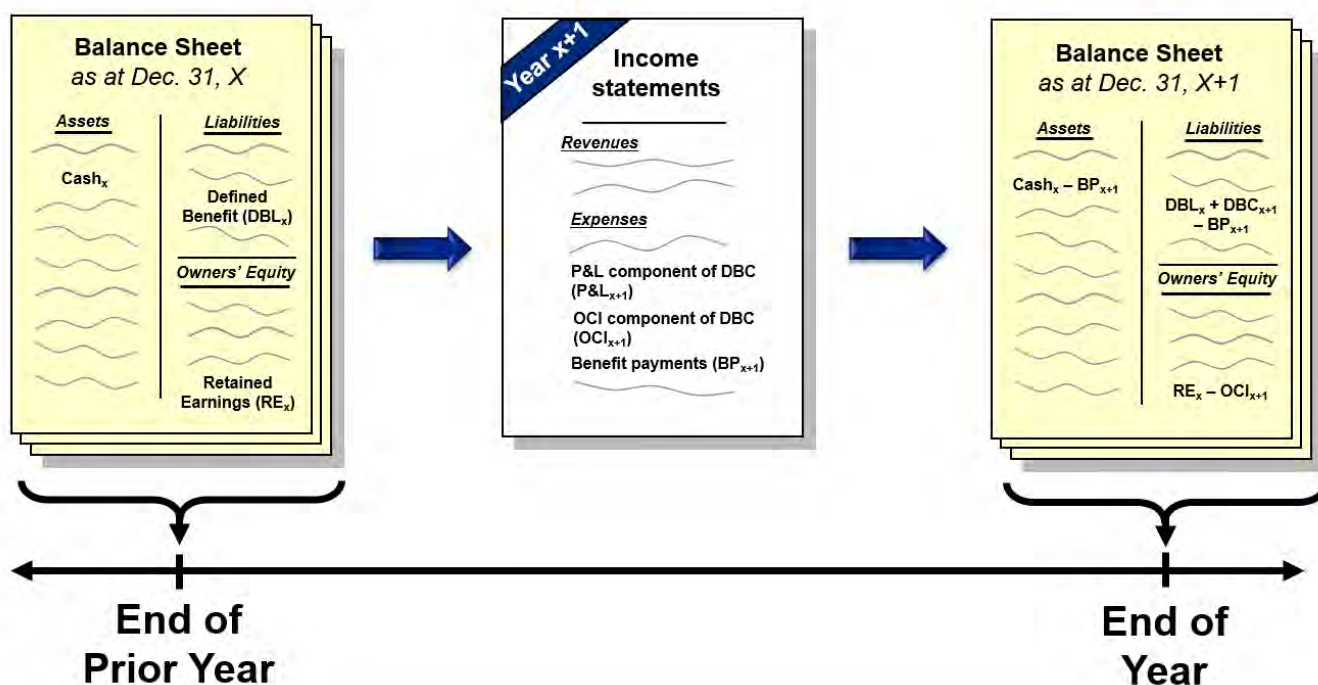 Balance Sheet
as at Dec. 31, X
Assets
Liabilities
Cashₓ
Defined
Benefit (DBLₓ)
Owners' Equity
Retained
Earnings (REₓ)
Year x+1
Income
statements
Revenues
Expenses
P&L component of DBC
(P&Lₓ₊₁)
OCI component of DBC
(OCIₓ₊₁)
Benefit payments (BPₓ₊₁)
Balance Sheet
as at Dec. 31, X+1
Assets
Liabilities
Cashₓ – BPₓ₊₁
DBLₓ + DBCₓ₊₁
– BPₓ₊₁
Owners' Equity
REₓ – OCIₓ₊₁
End of
Prior Year
End of
Year